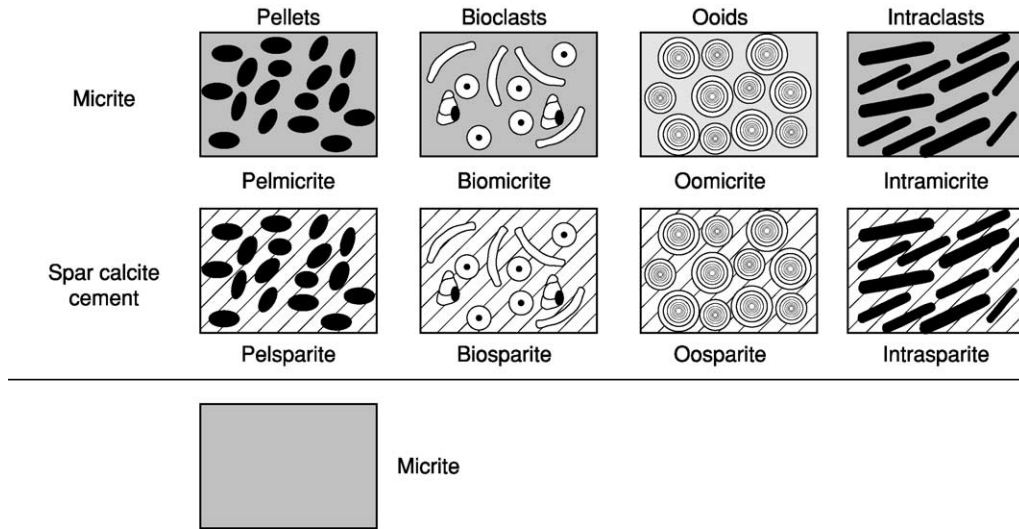 Pellets Bioclasts Ooids Intraclasts
Micrite
Pelmicrite Biomicrite Oomicrite Intramicrite
Spar calcite
cement
Pelsparite Biosparite Oosparite Intrasparite
Micrite